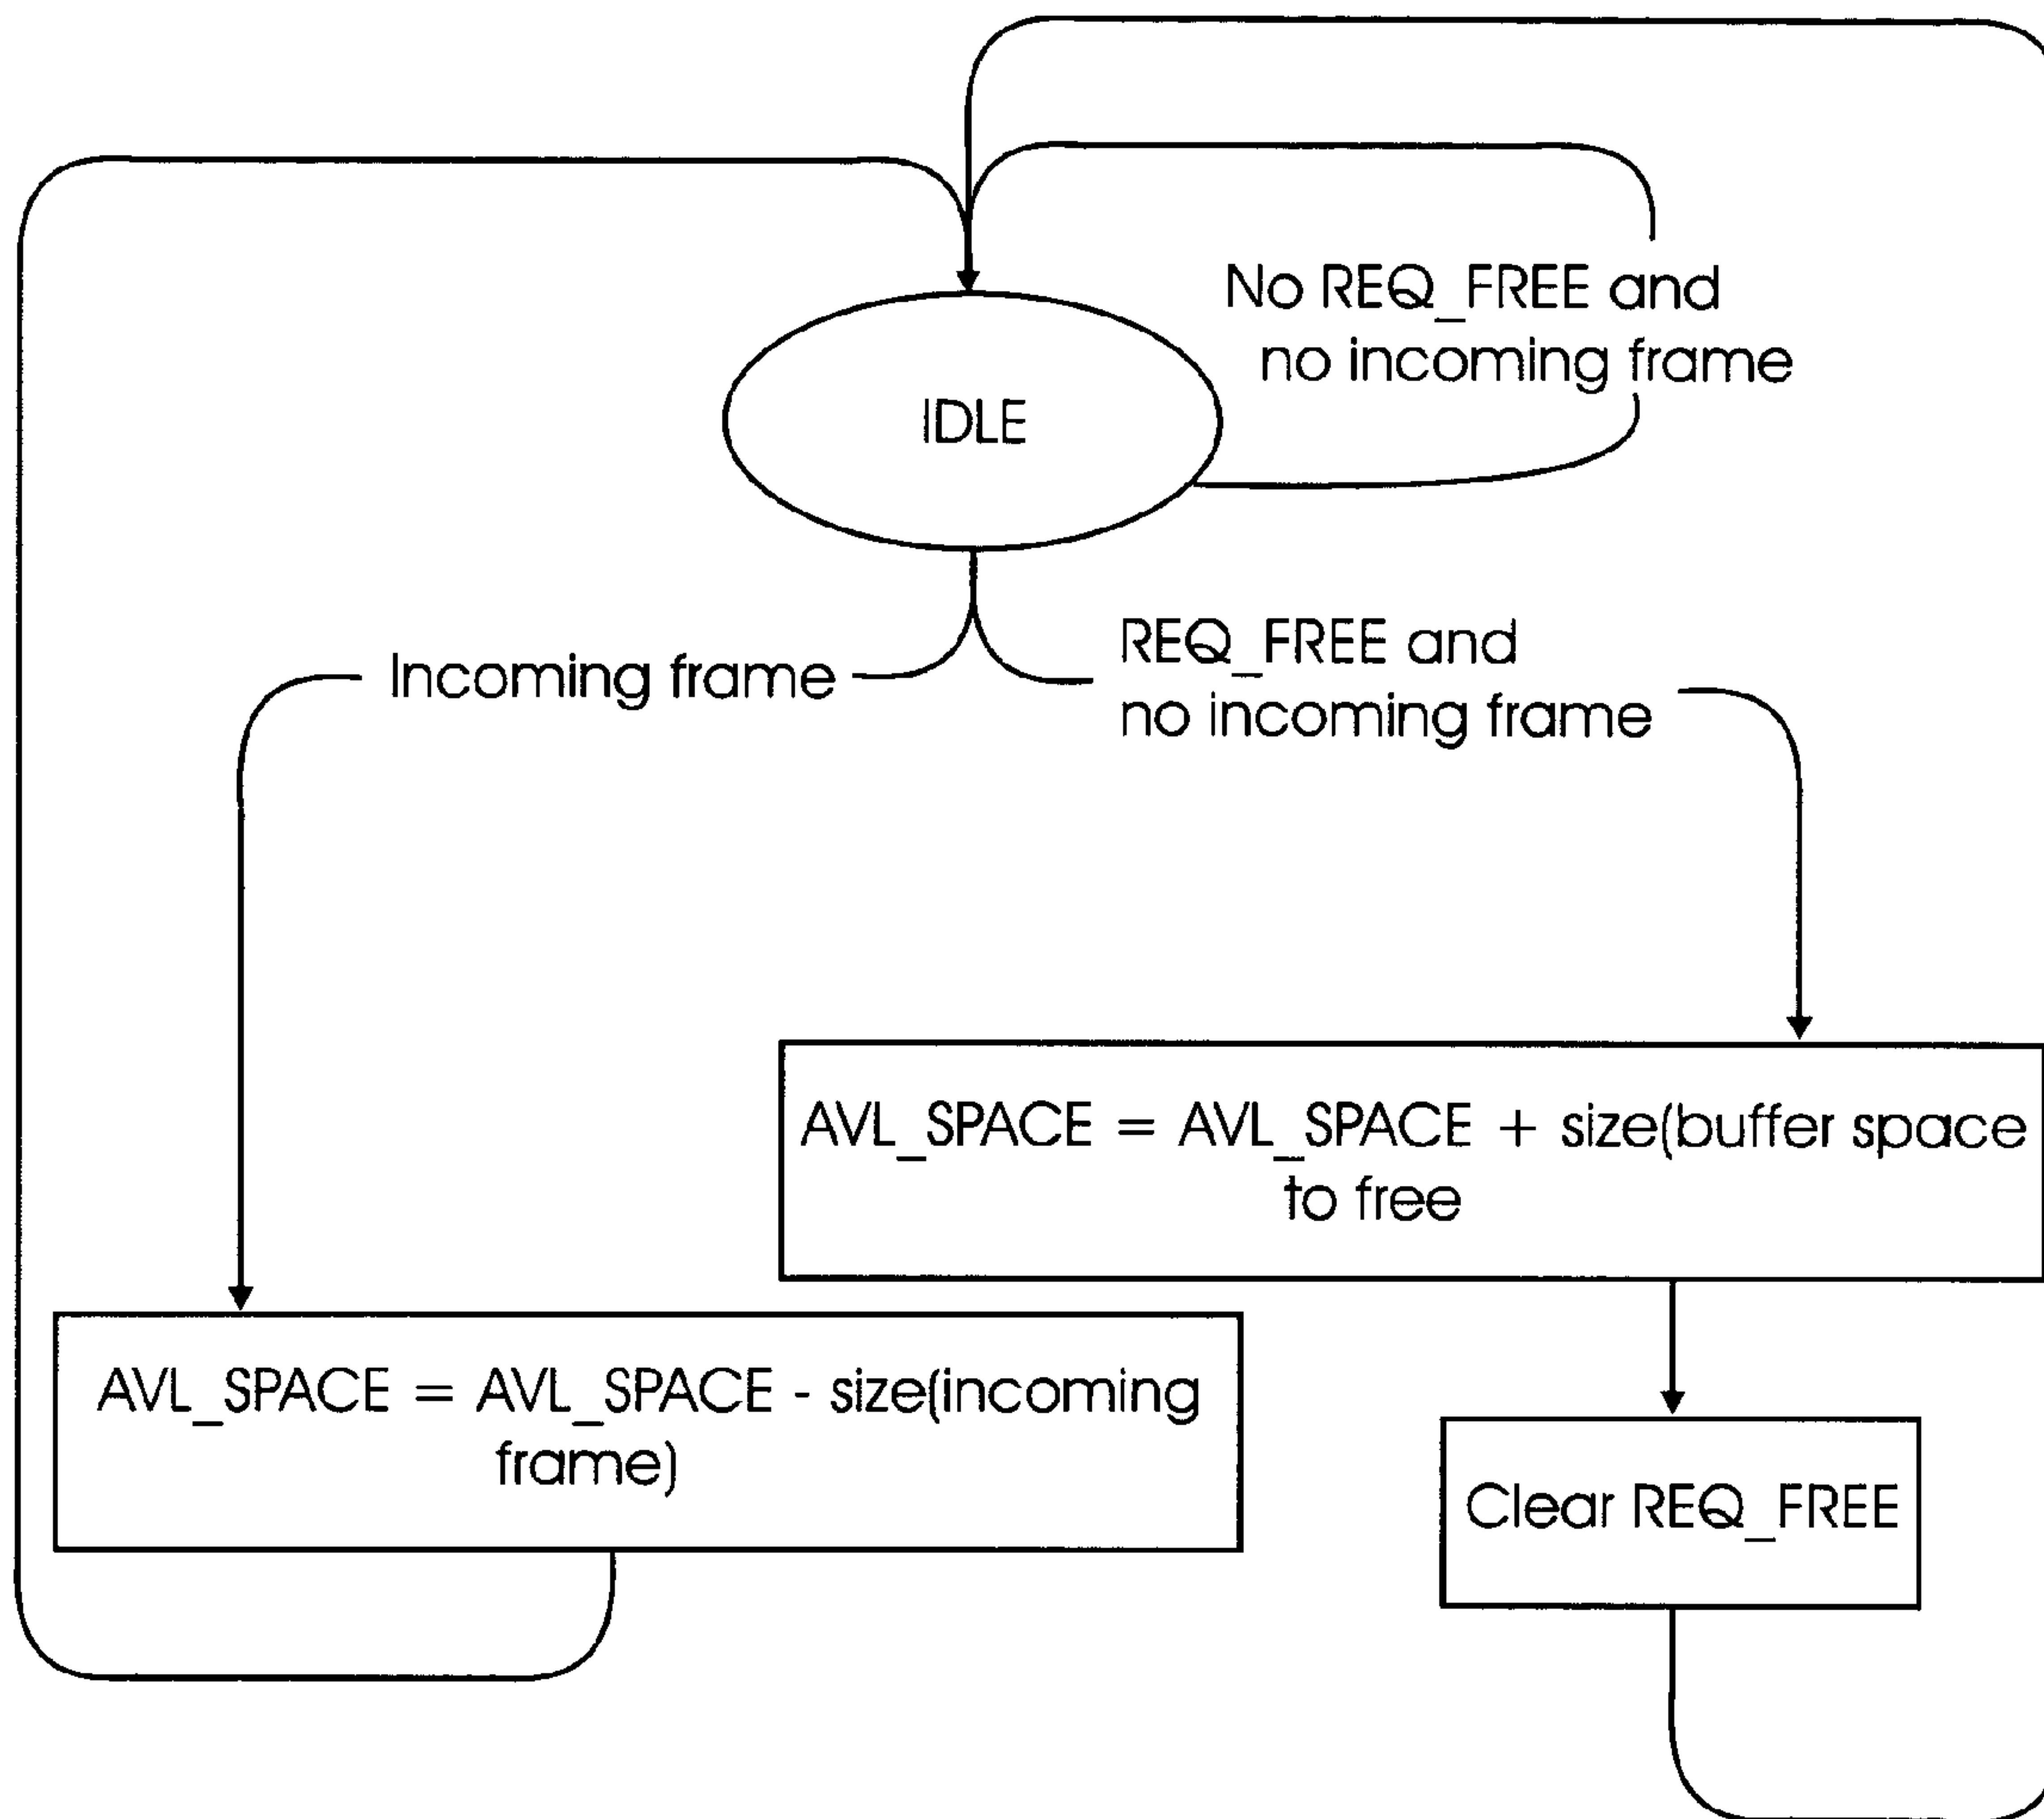 No REQ_FREE and
no incoming frame
IDLE
Incoming frame
REQ_FREE and
no incoming frame
AVL_SPACE = AVL_SPACE + size(buffer space
to free
AVL_SPACE = AVL_SPACE - size(incoming
frame)
Clear REQ_FREE